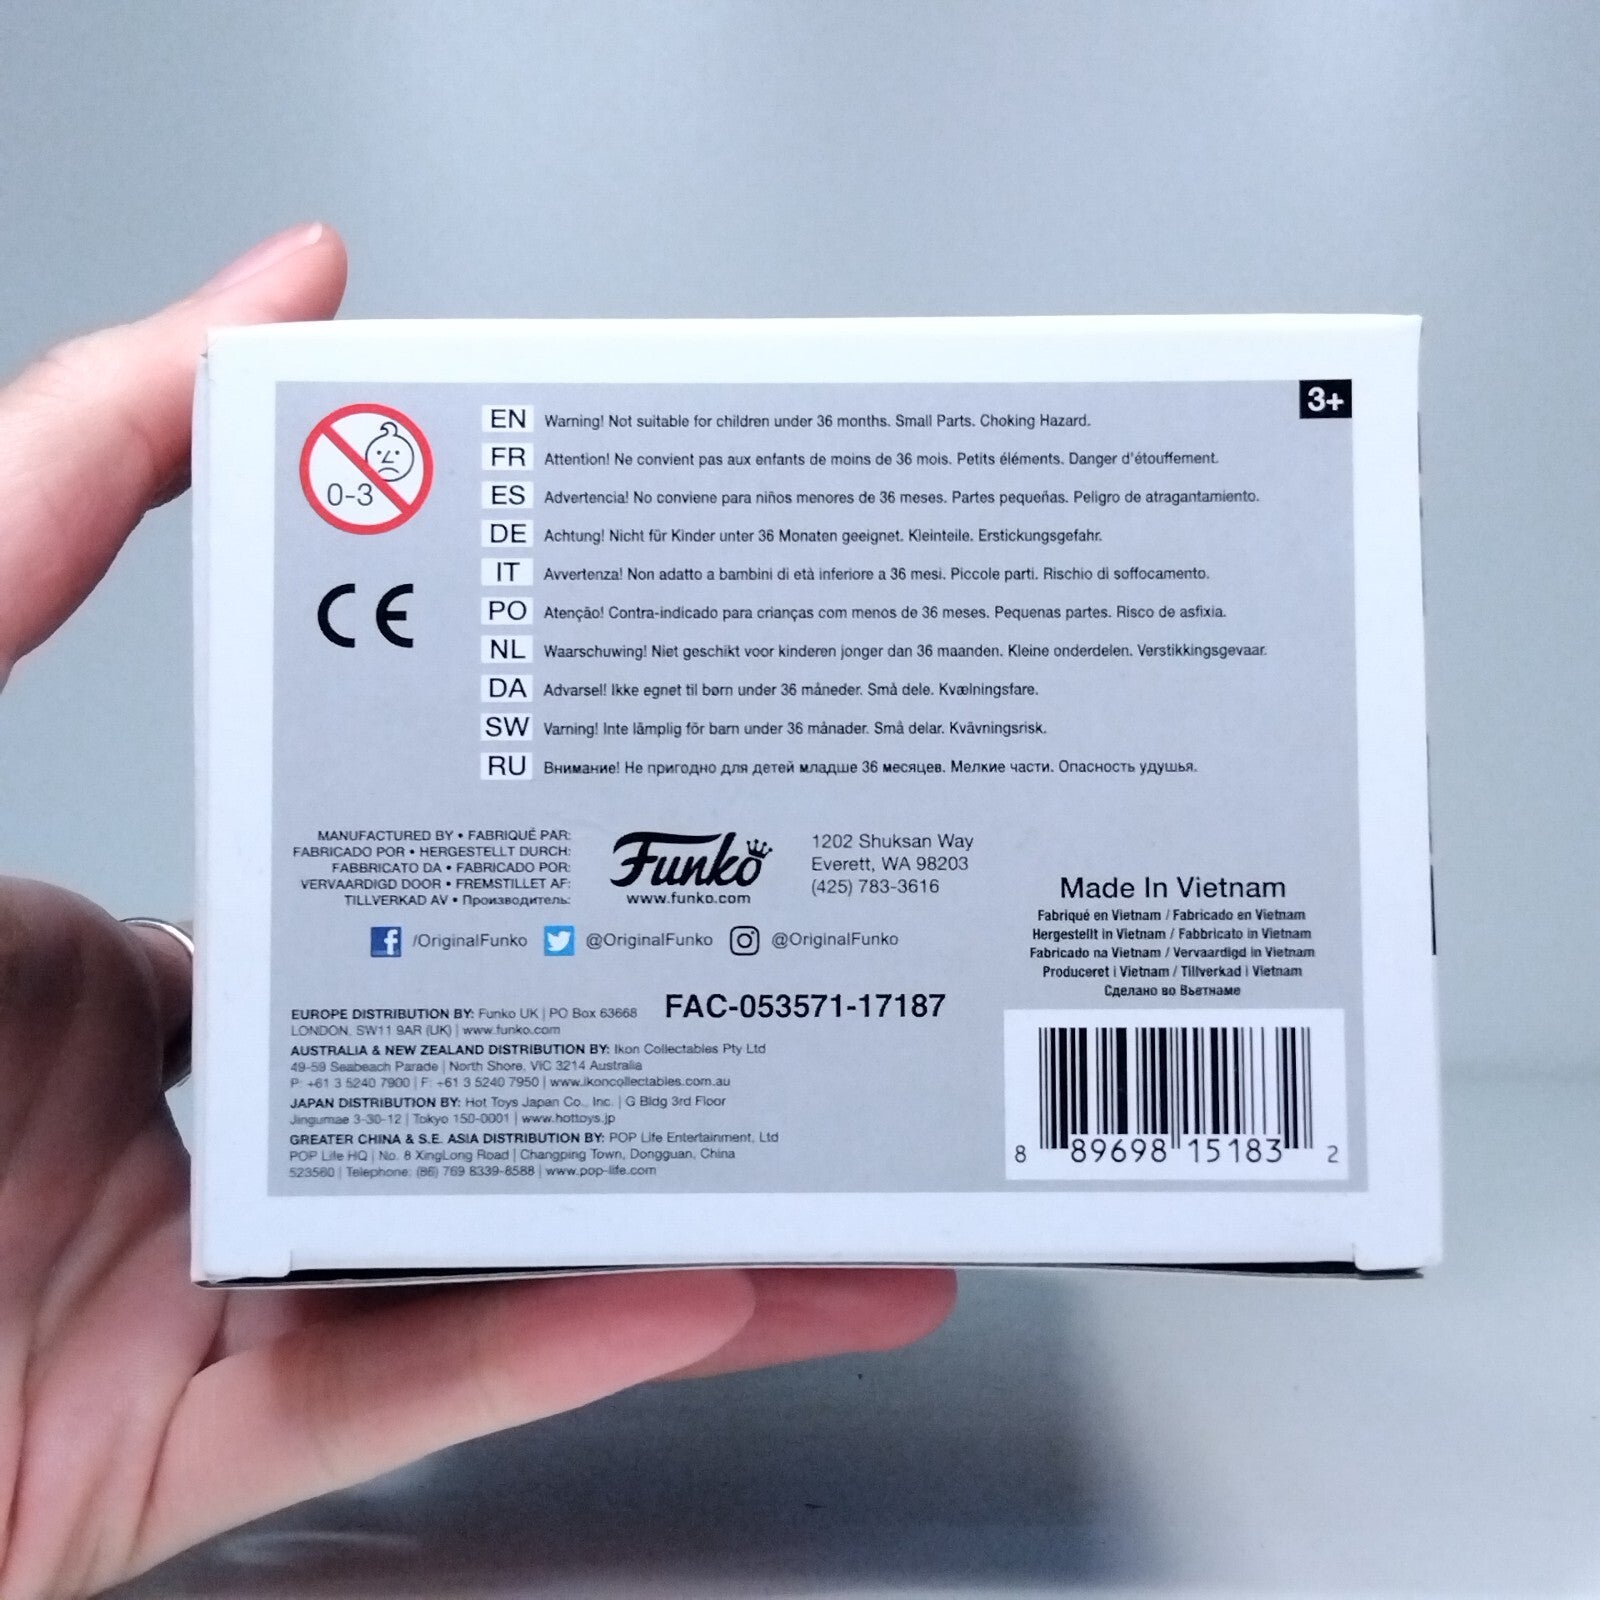 3+
0-3
CE
EN Warning! Not suitable for children under 36 months. Small Parts. Choking Hazard.
FR Attention! Ne convient pas aux enfants de moins de 36 mois. Petits éléments. Danger d'étouffement.
ES Advertencia! No conviene para niños menores de 36 meses. Partes pequeñas. Peligro de atragantamiento.
DE Achtung! Nicht für Kinder unter 36 Monaten geeignet. Kleinteile. Erstickungsgefahr.
IT Avvertenza! Non adatto a bambini di età inferiore a 36 mesi. Piccole parti. Rischio di soffocamento.
PO Atenção! Contra-indicado para crianças com menos de 36 meses. Pequenas partes. Risco de asfixia.
NL Waarschuwing! Niet geschikt voor kinderen jonger dan 36 maanden. Kleine onderdelen. Verstikkingsgevaar.
DA Advarsel! Ikke egnet til børn under 36 måneder. Små dele. Kvælningsfare.
SW Varning! Inte lämplig för barn under 36 månader. Små delar. Kvävningsrisk.
RU Внимание! Не пригодно для детей младше 36 месяцев. Мелкие части. Опасность удушья.
MANUFACTURED BY • FABRIQUÉ PAR:
FABRICADO POR • HERGESTELLT DURCH:
FABBRICATO DA • FABRICADO POR:
VERVAARDIGD DOOR • FREMSTILLET AF:
TILLVERKAD AV • Производитель:
Funko
www.funko.com
1202 Shuksan Way
Everett, WA 98203
(425) 783-3616
/OriginalFunko @OriginalFunko @OriginalFunko
Made In Vietnam
Fabriqué en Vietnam / Fabricado en Vietnam
Hergestellt in Vietnam / Fabbricato in Vietnam
Fabricado na Vietnam / Vervaardigd in Vietnam
Produceret i Vietnam / Tillverkad i Vietnam
Сделано во Вьетнаме
FAC-053571-17187
EUROPE DISTRIBUTION BY: Funko UK | PO Box 63668
LONDON. SW11 9AR (UK) | www.funko.com
AUSTRALIA & NEW ZEALAND DISTRIBUTION BY: Ikon Collectables Pty Ltd
49-59 Seabeach Parade | North Shore, VIC 3214 Australia
P: +61 3 5240 7900 | F: +61 3 5240 7950 | www.ikoncollectables.com.au
JAPAN DISTRIBUTION BY: Hot Toys Japan Co., Inc. | G Bldg 3rd Floor
Jingumae 3-30-12 | Tokyo 150-0001 | www.hottoys.jp
GREATER CHINA & S.E. ASIA DISTRIBUTION BY: POP Life Entertainment, Ltd
POP Life HQ | No. 8 XingLong Road | Changping Town, Dongguan, China
523560 | Telephone: (86) 769 8339-8588 | www.pop-life.com
8 89698 15183 2